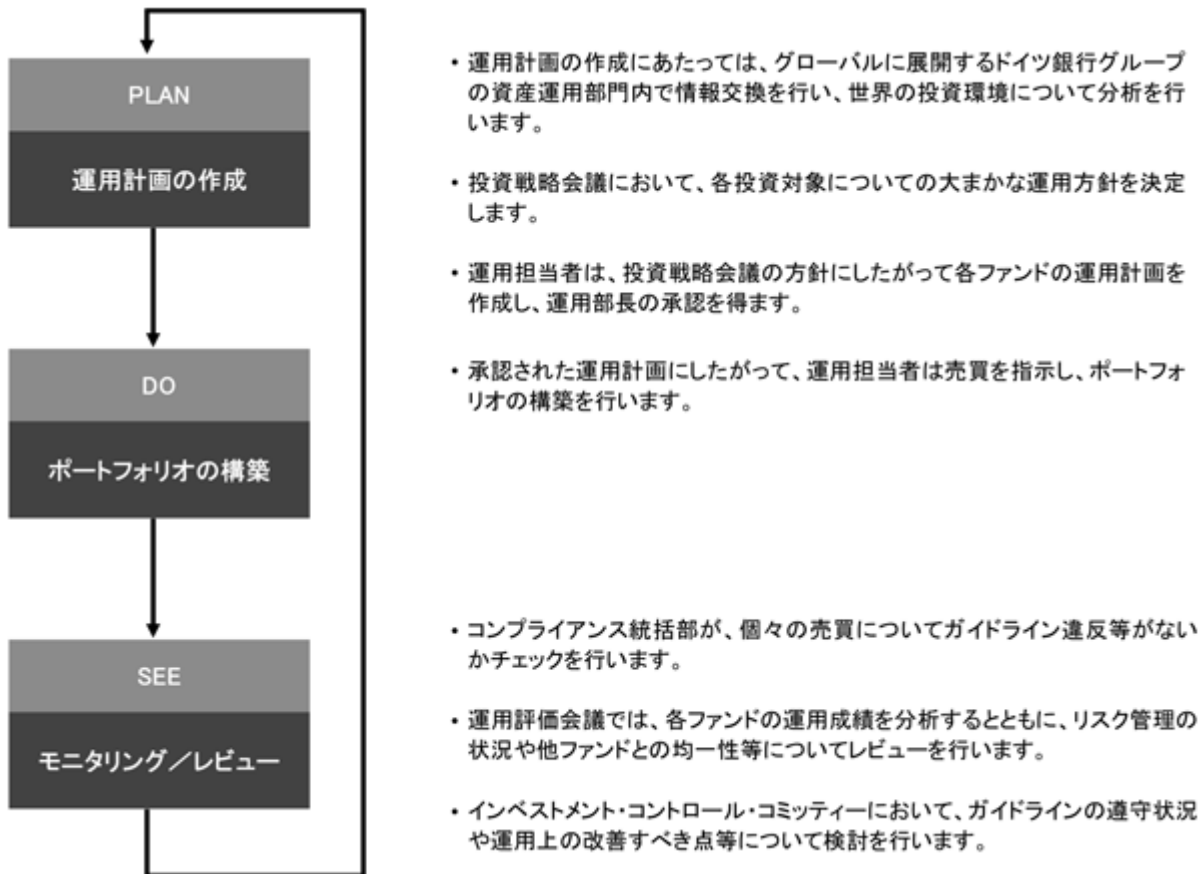 PLAN
運用計画の作成
・運用計画の作成にあたっては、グローバルに展開するドイツ銀行グループ
の資産運用部門内で情報交換を行い、世界の投資環境について分析を行
います。
・投資戦略会議において、各投資対象についての大まかな運用方針を決定
します。
・運用担当者は、投資戦略会議の方針にしたがって各ファンドの運用計画を
作成し、運用部長の承認を得ます。
DO
ポートフォリオの構築
・承認された運用計画にしたがって、運用担当者は売買を指示し、ポートフォ
リオの構築を行います。
SEE
モニタリング／レビュー
・コンプライアンス統括部が、個々の売買についてガイドライン違反等がない
かチェックを行います。
・運用評価会議では、各ファンドの運用成績を分析するとともに、リスク管理の
状況や他ファンドとの均一性等についてレビューを行います。
・インベストメント・コントロール・コミッティーにおいて、ガイドラインの遵守状況
や運用上の改善すべき点等について検討を行います。